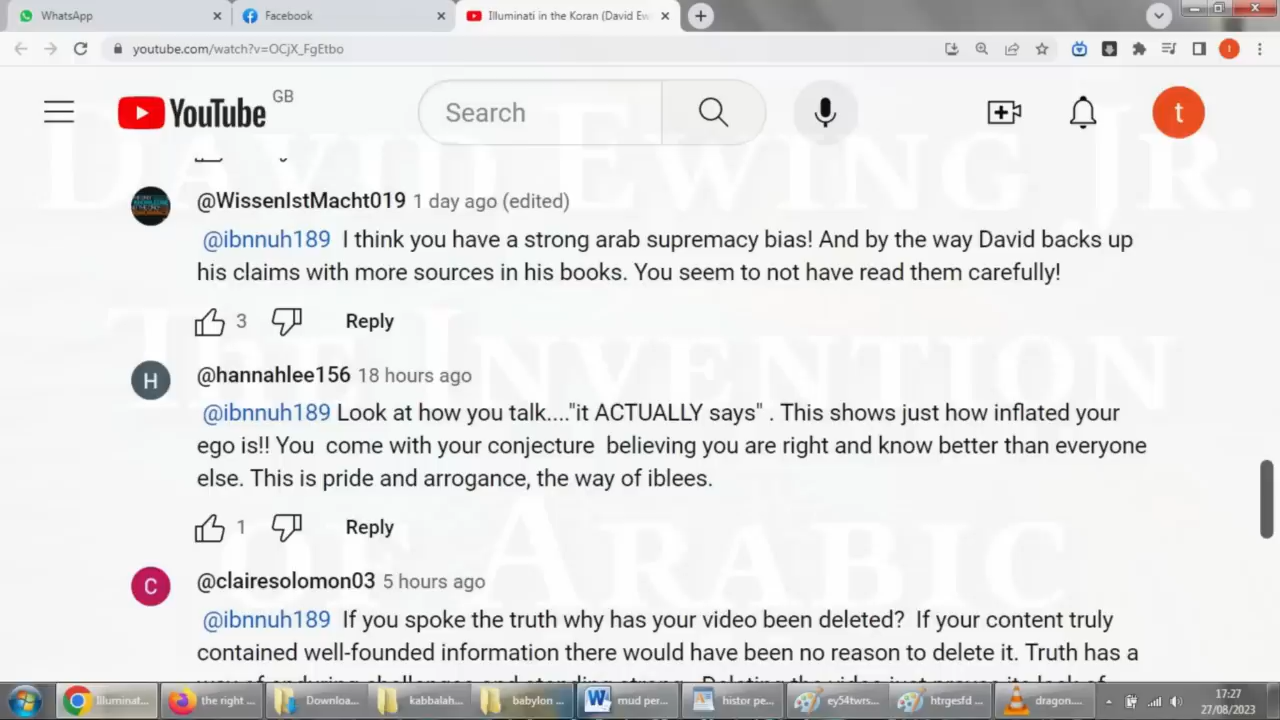 WhatsApp
Facebook
Illuminati in the Koran (David Ew
youtube.com/watch?v=OCjX_FgEtbo
DAVID EWING JR.
YouTube GB
Search
t
@WissenIstMacht019 1 day ago (edited)
@ibnnuh189 I think you have a strong arab supremacy bias! And by the way David backs up
his claims with more sources in his books. You seem to not have read them carefully!
3 Reply
THE INVENTION
H
@hannahlee156 18 hours ago
@ibnnuh189 Look at how you talk...."it ACTUALLY says" . This shows just how inflated your
ego is!! You come with your conjecture believing you are right and know better than everyone
else. This is pride and arrogance, the way of iblees.
1 Reply
OF ARABIC
C
@clairesolomon03 5 hours ago
@ibnnuh189 If you spoke the truth why has your video been deleted? If your content truly
contained well-founded information there would have been no reason to delete it. Truth has a
Illuminat...
the right ...
Downloa...
kabbalah...
babylon ...
mud per...
histor pe...
ey54twrs...
htrgesfd ...
dragon....
17:27
27/08/2023